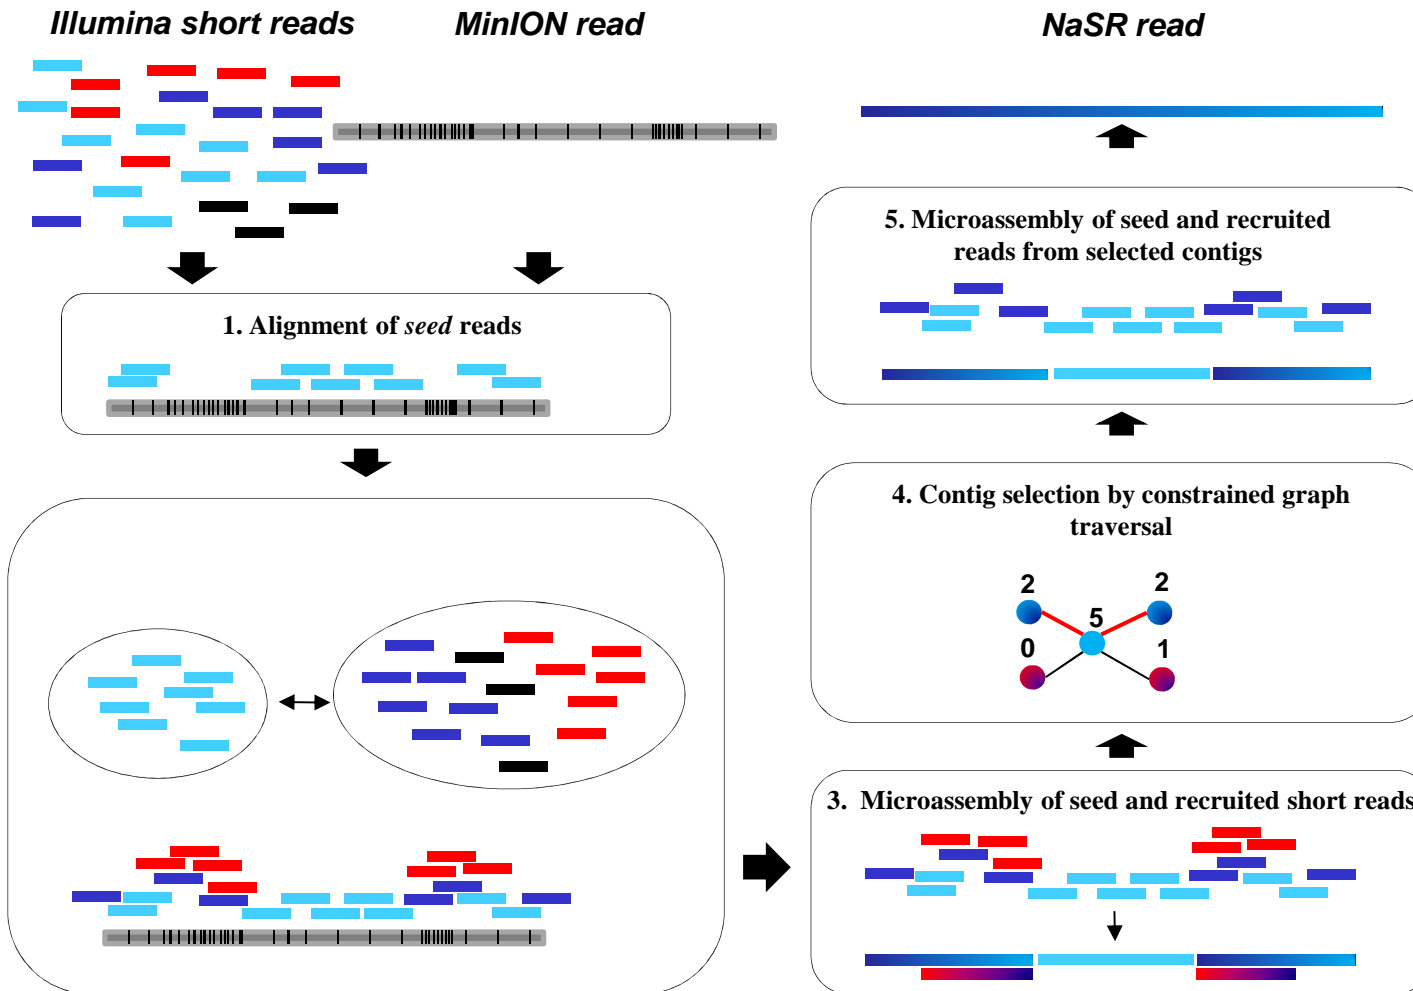 Illumina short reads
MinION read
NaSR read
1. Alignment of seed reads
5. Microassembly of seed and recruited
reads from selected contigs
4. Contig selection by constrained graph
traversal
2
2
5
0
1
3. Microassembly of seed and recruited short reads